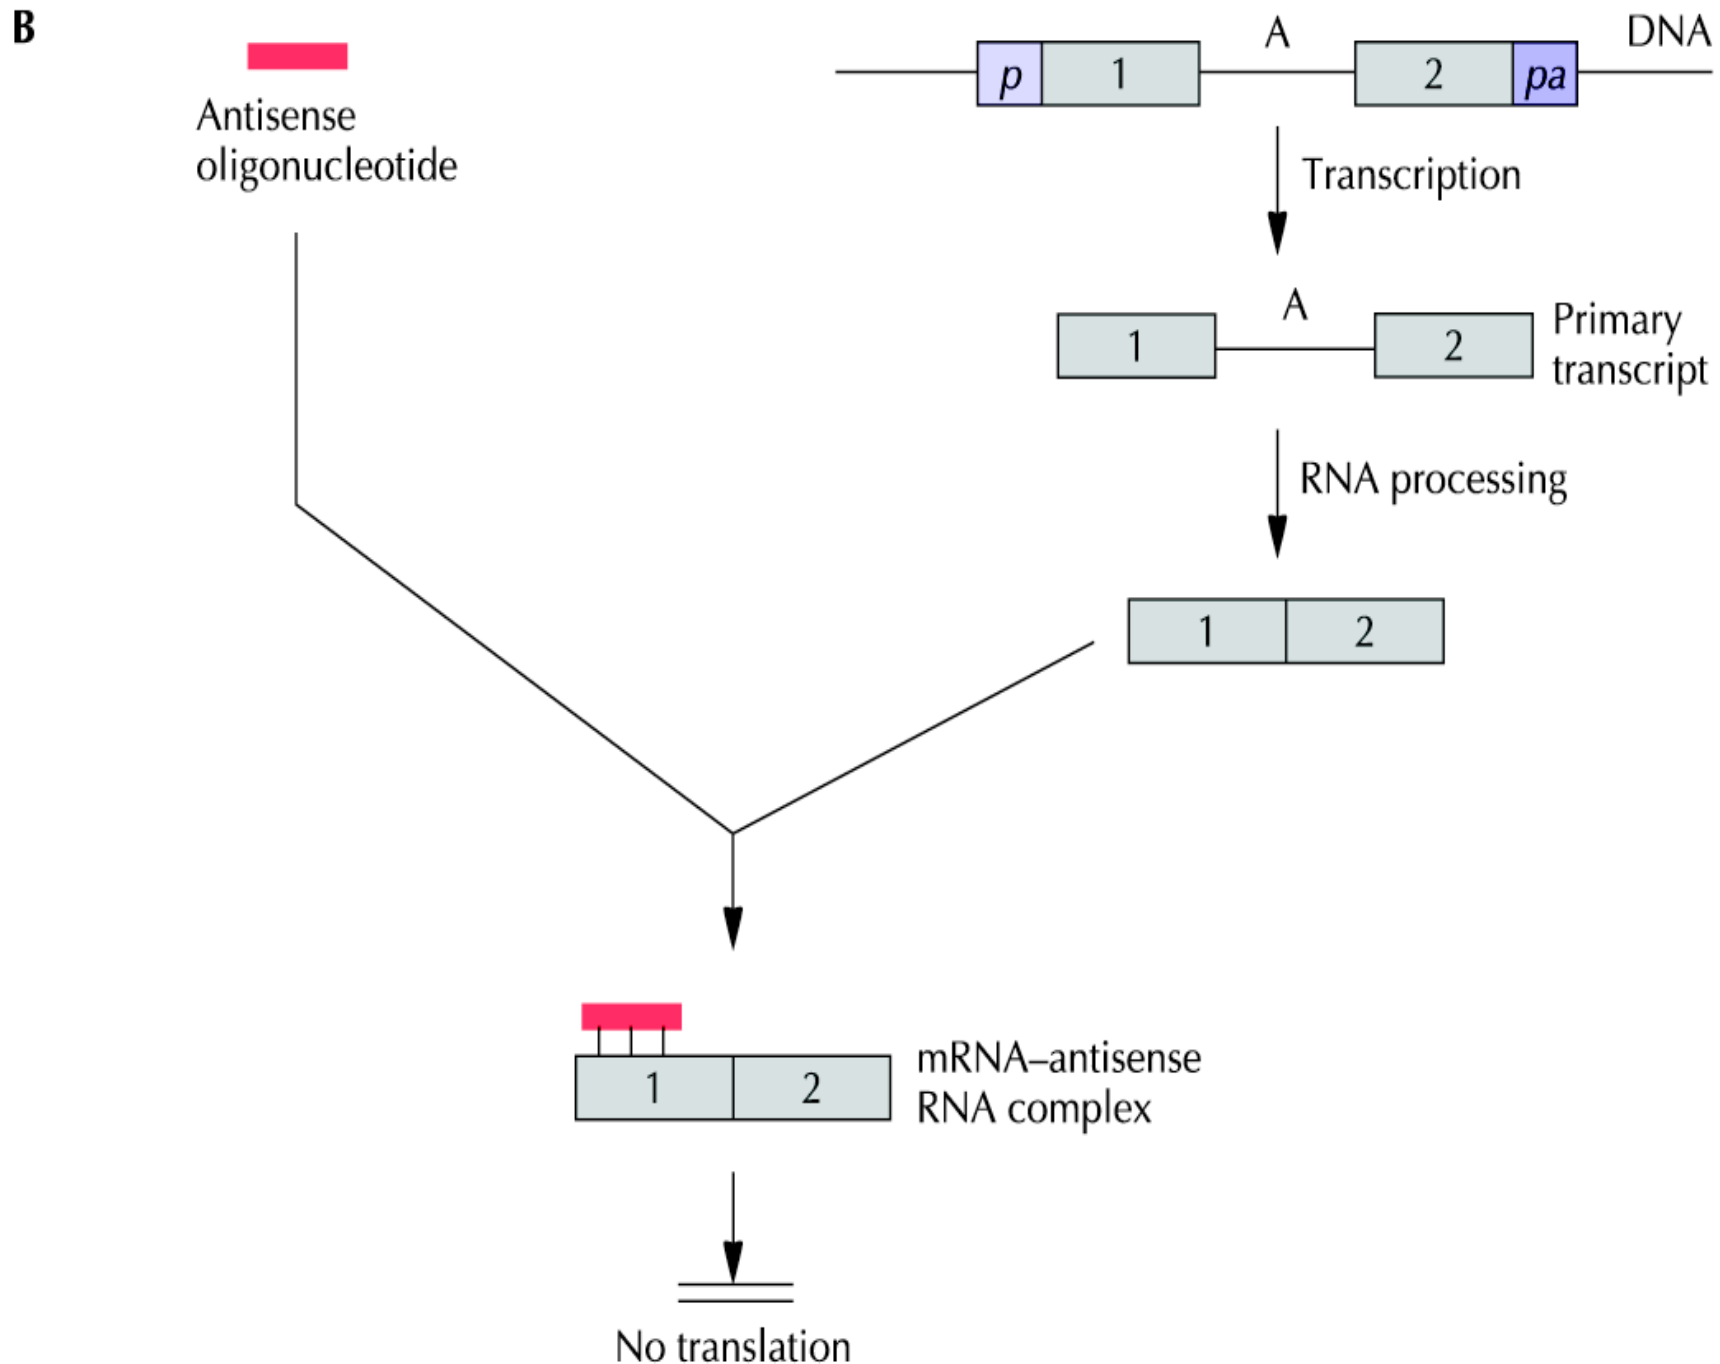 B
Antisense
oligonucleotide
p 1 A 2 pa DNA
Transcription
1 A 2
Primary
transcript
RNA processing
1 2
1 2
mRNA–antisense
RNA complex
No translation